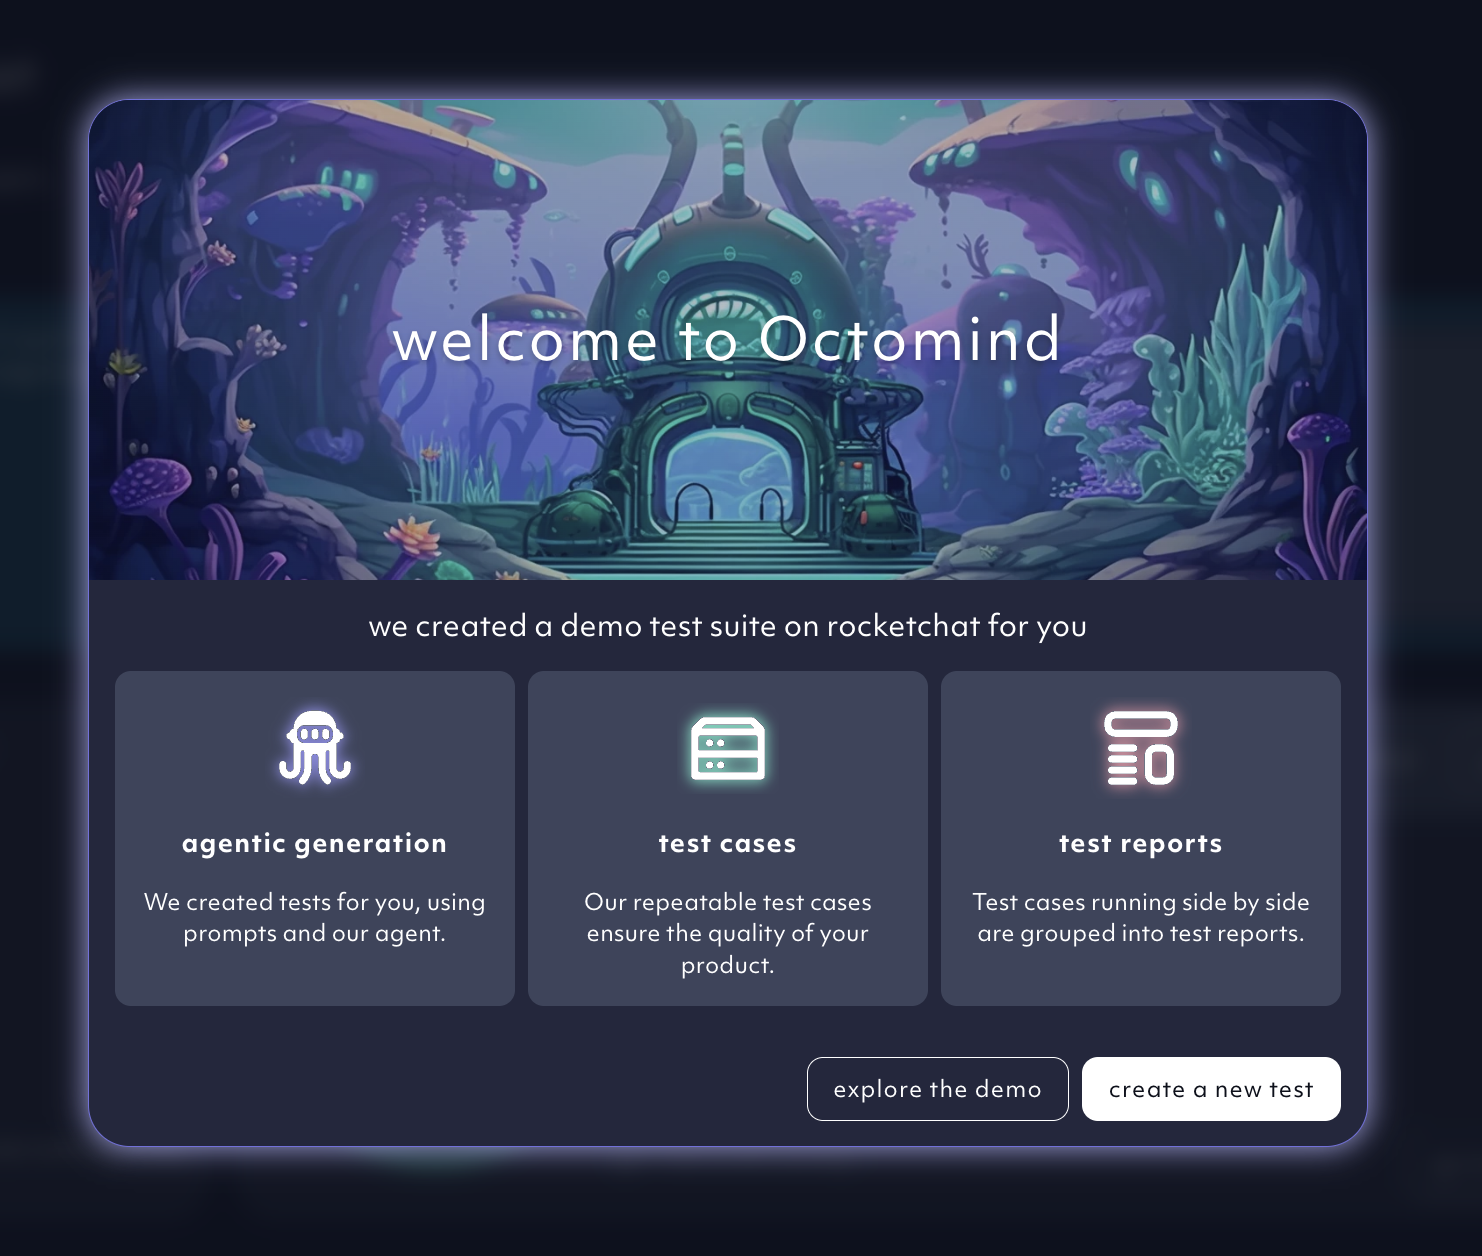 welcome to Octomind
we created a demo test suite on rocketchat for you
agentic generation
We created tests for you, using
prompts and our agent.
test cases
Our repeatable test cases
ensure the quality of your
product.
test reports
Test cases running side by side
are grouped into test reports.
explore the demo
create a new test